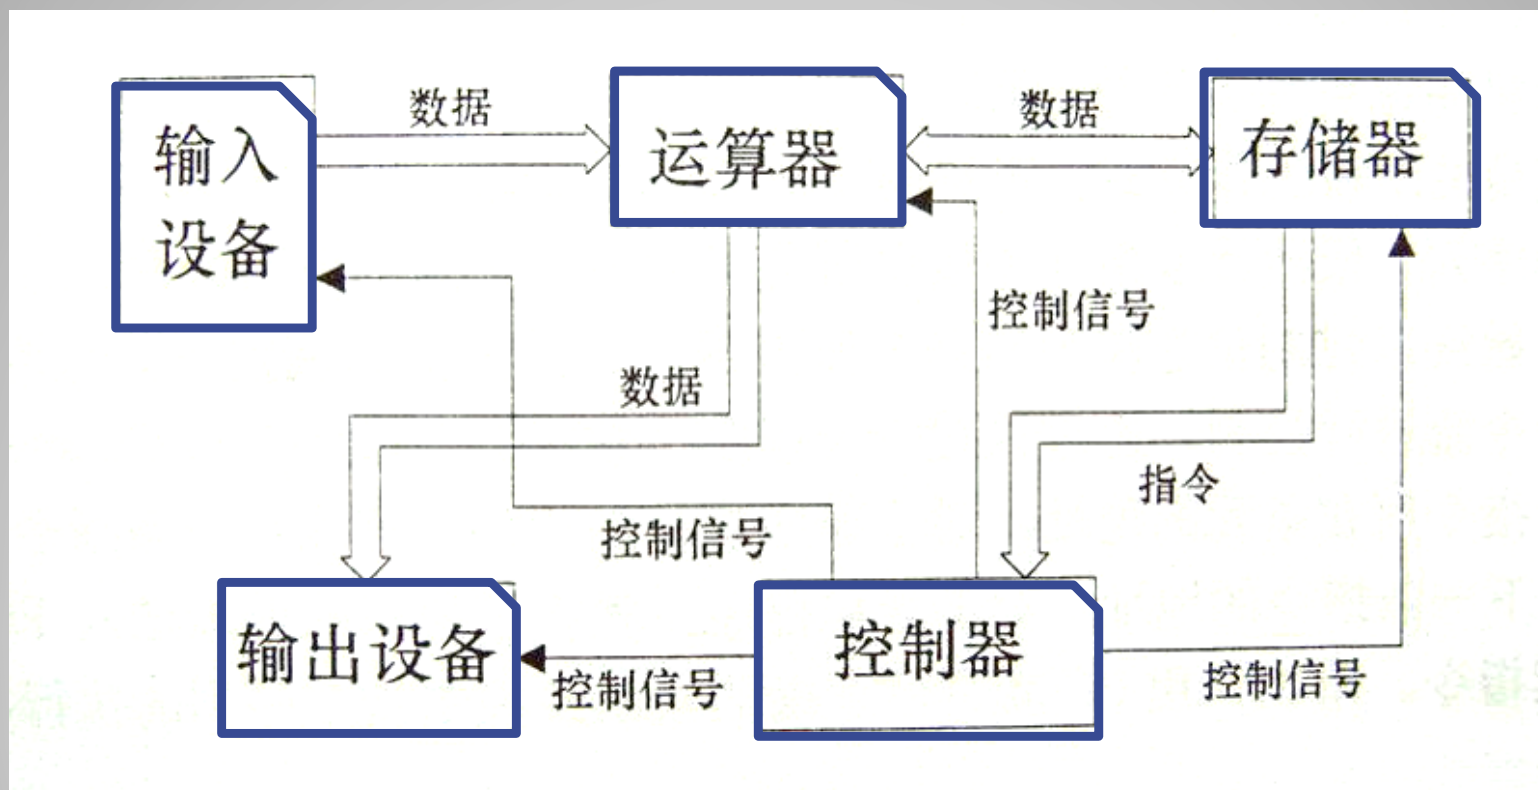 数据
数据
输入
设备
运算器
存储器
控制信号
数据
指令
控制信号
输出设备
控制器
控制信号
控制信号